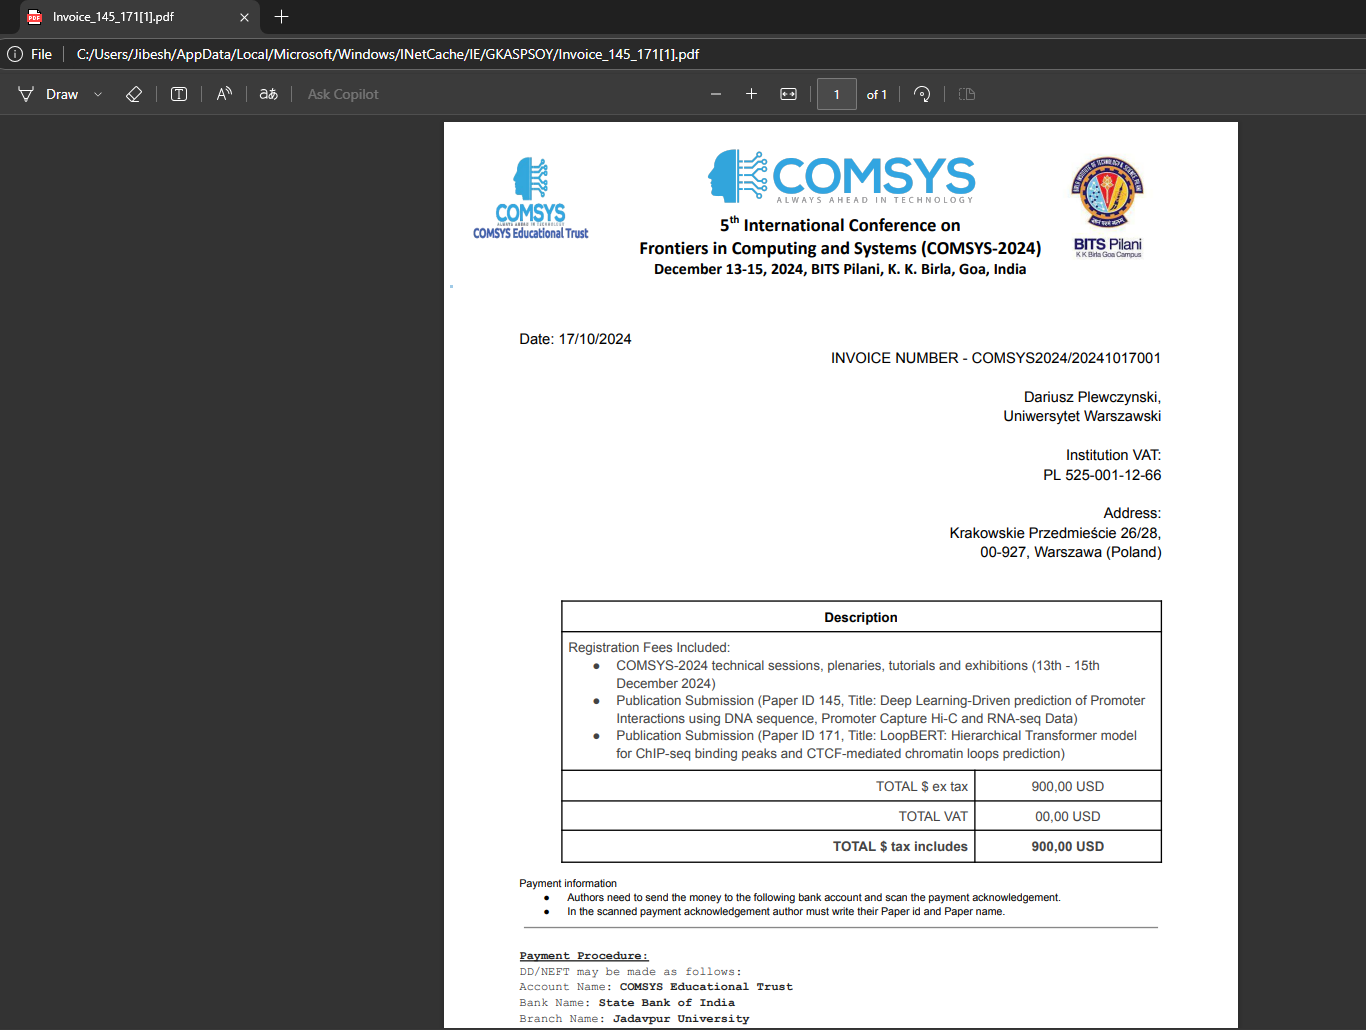 Invoice_145_171[1].pdf
File
C:/Users/Jibesh/AppData/Local/Microsoft/Windows/INetCache/IE/GKASPSOY/Invoice_145_171[1].pdf
Draw
Ask Copilot
1 of 1
COMSYS
ALWAYS AHEAD IN TECHNOLOGY
COMSYS Educational Trust
COMSYS
ALWAYS AHEAD IN TECHNOLOGY
5th International Conference on
Frontiers in Computing and Systems (COMSYS-2024)
December 13-15, 2024, BITS Pilani, K. K. Birla, Goa, India
BITS Pilani
K K Birla Goa Campus
Date: 17/10/2024
INVOICE NUMBER - COMSYS2024/20241017001
Dariusz Plewczynski,
Uniwersytet Warszawski
Institution VAT:
PL 525-001-12-66
Address:
Krakowskie Przedmieście 26/28,
00-927, Warszawa (Poland)
Description
Registration Fees Included:
● COMSYS-2024 technical sessions, plenaries, tutorials and exhibitions (13th - 15th
December 2024)
● Publication Submission (Paper ID 145, Title: Deep Learning-Driven prediction of Promoter
Interactions using DNA sequence, Promoter Capture Hi-C and RNA-seq Data)
● Publication Submission (Paper ID 171, Title: LoopBERT: Hierarchical Transformer model
for ChIP-seq binding peaks and CTCF-mediated chromatin loops prediction)
TOTAL $ ex tax 900,00 USD
TOTAL VAT 00,00 USD
TOTAL $ tax includes 900,00 USD
Payment information
● Authors need to send the money to the following bank account and scan the payment acknowledgement.
● In the scanned payment acknowledgement author must write their Paper id and Paper name.
Payment Procedure:
DD/NEFT may be made as follows:
Account Name: COMSYS Educational Trust
Bank Name: State Bank of India
Branch Name: Jadavpur University